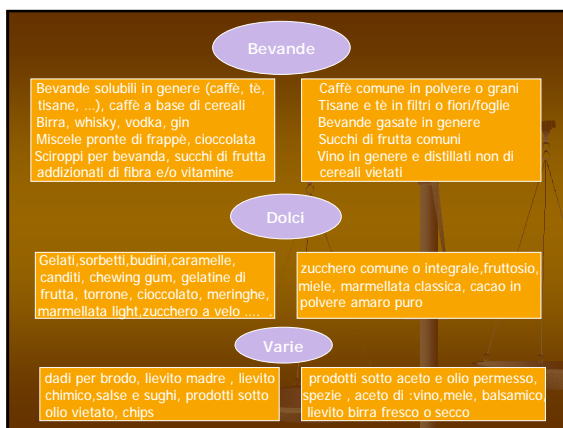 Bevande
Bevande solubili in genere (caffè, tè,
tisane, ...), caffè a base di cereali
Birra, whisky, vodka, gin
Miscele pronte di frappè, cioccolata
Sciroppi per bevanda, succhi di frutta
addizionati di fibra e/o vitamine
Caffè comune in polvere o grani
Tisane e tè in filtri o fiori/foglie
Bevande gasate in genere
Succhi di frutta comuni
Vino in genere e distillati non di
cereali vietati
Dolci
Gelati,sorbetti,budini,caramelle,
canditi, chewing gum, gelatine di
frutta, torrone, cioccolato, meringhe,
marmellata light,zucchero a velo .... .
zucchero comune o integrale,fruttosio,
miele, marmellata classica, cacao in
polvere amaro puro
Varie
dadi per brodo, lievito madre , lievito
chimico,salse e sughi, prodotti sotto
olio vietato, chips
prodotti sotto aceto e olio permesso,
spezie , aceto di :vino,mele, balsamico,
lievito birra fresco o secco